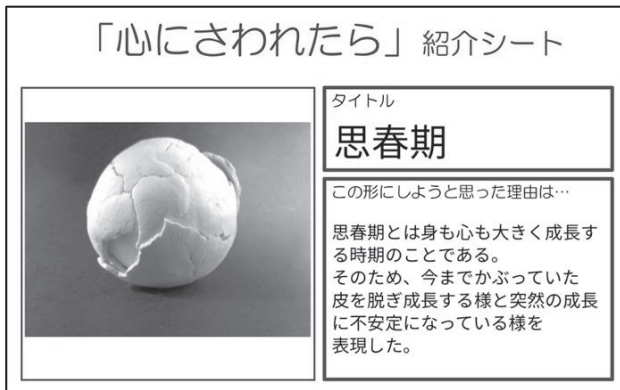 「心にさわれたら」紹介シート
タイトル
思春期
この形にしようと思った理由は…
思春期とは身も心も大きく成長す
る時期のことである。
そのため、今までかぶっていた
皮を脱ぎ成長する様と突然の成長
に不安定になっている様を
表現した。